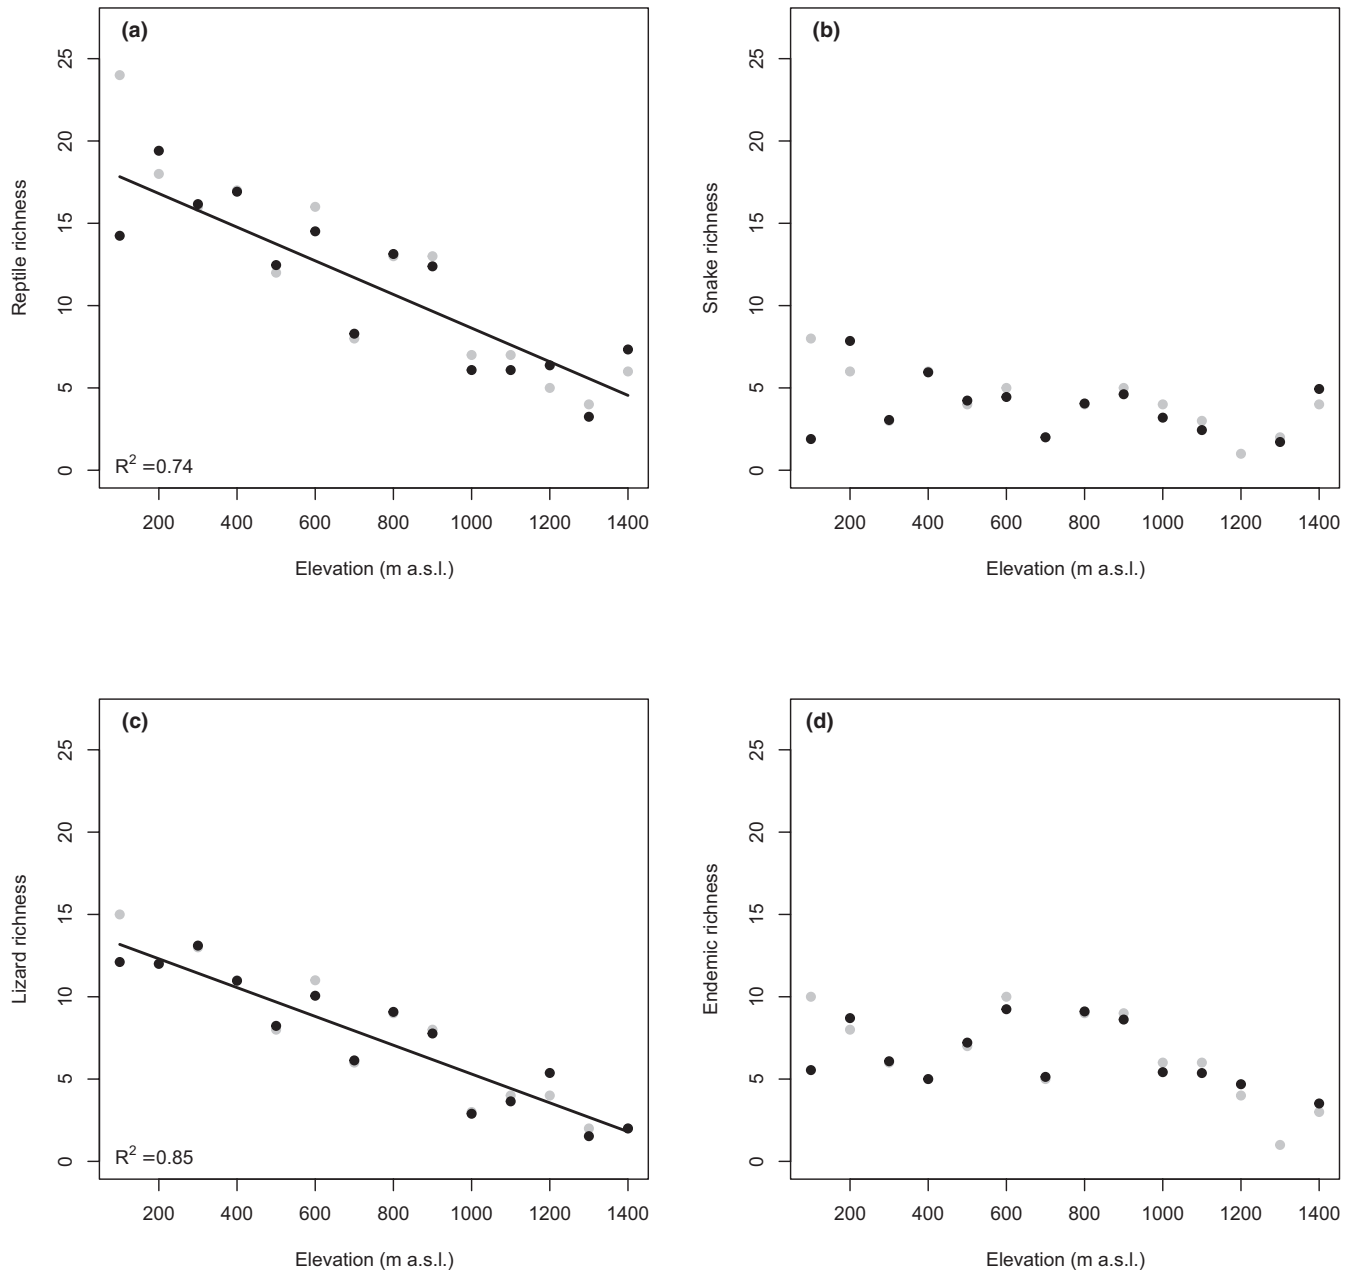 (a)
Reptile richness
25
20
15
10
5
0
R² =0.74
200 400 600 800 1000 1200 1400
Elevation (m a.s.l.)
(b)
Snake richness
25
20
15
10
5
0
200 400 600 800 1000 1200 1400
Elevation (m a.s.l.)
(c)
Lizard richness
25
20
15
10
5
0
R² =0.85
200 400 600 800 1000 1200 1400
Elevation (m a.s.l.)
(d)
Endemic richness
25
20
15
10
5
0
200 400 600 800 1000 1200 1400
Elevation (m a.s.l.)